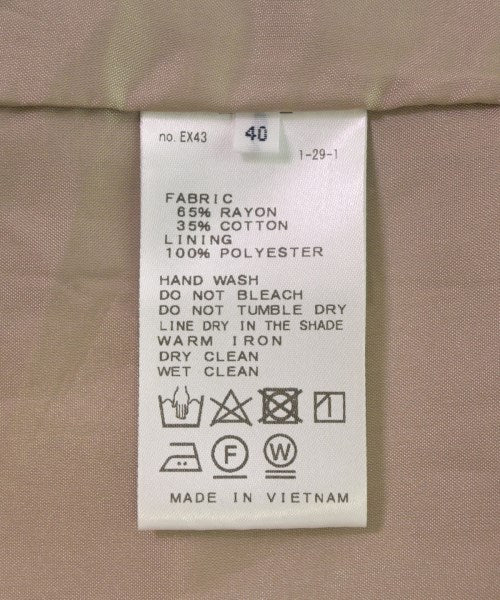 no. EX43 40
1-29-1
FABRIC
65% RAYON
35% COTTON
LINING
100% POLYESTER
HAND WASH
DO NOT BLEACH
DO NOT TUMBLE DRY
LINE DRY IN THE SHADE
WARM IRON
DRY CLEAN
WET CLEAN
F W
MADE IN VIETNAM